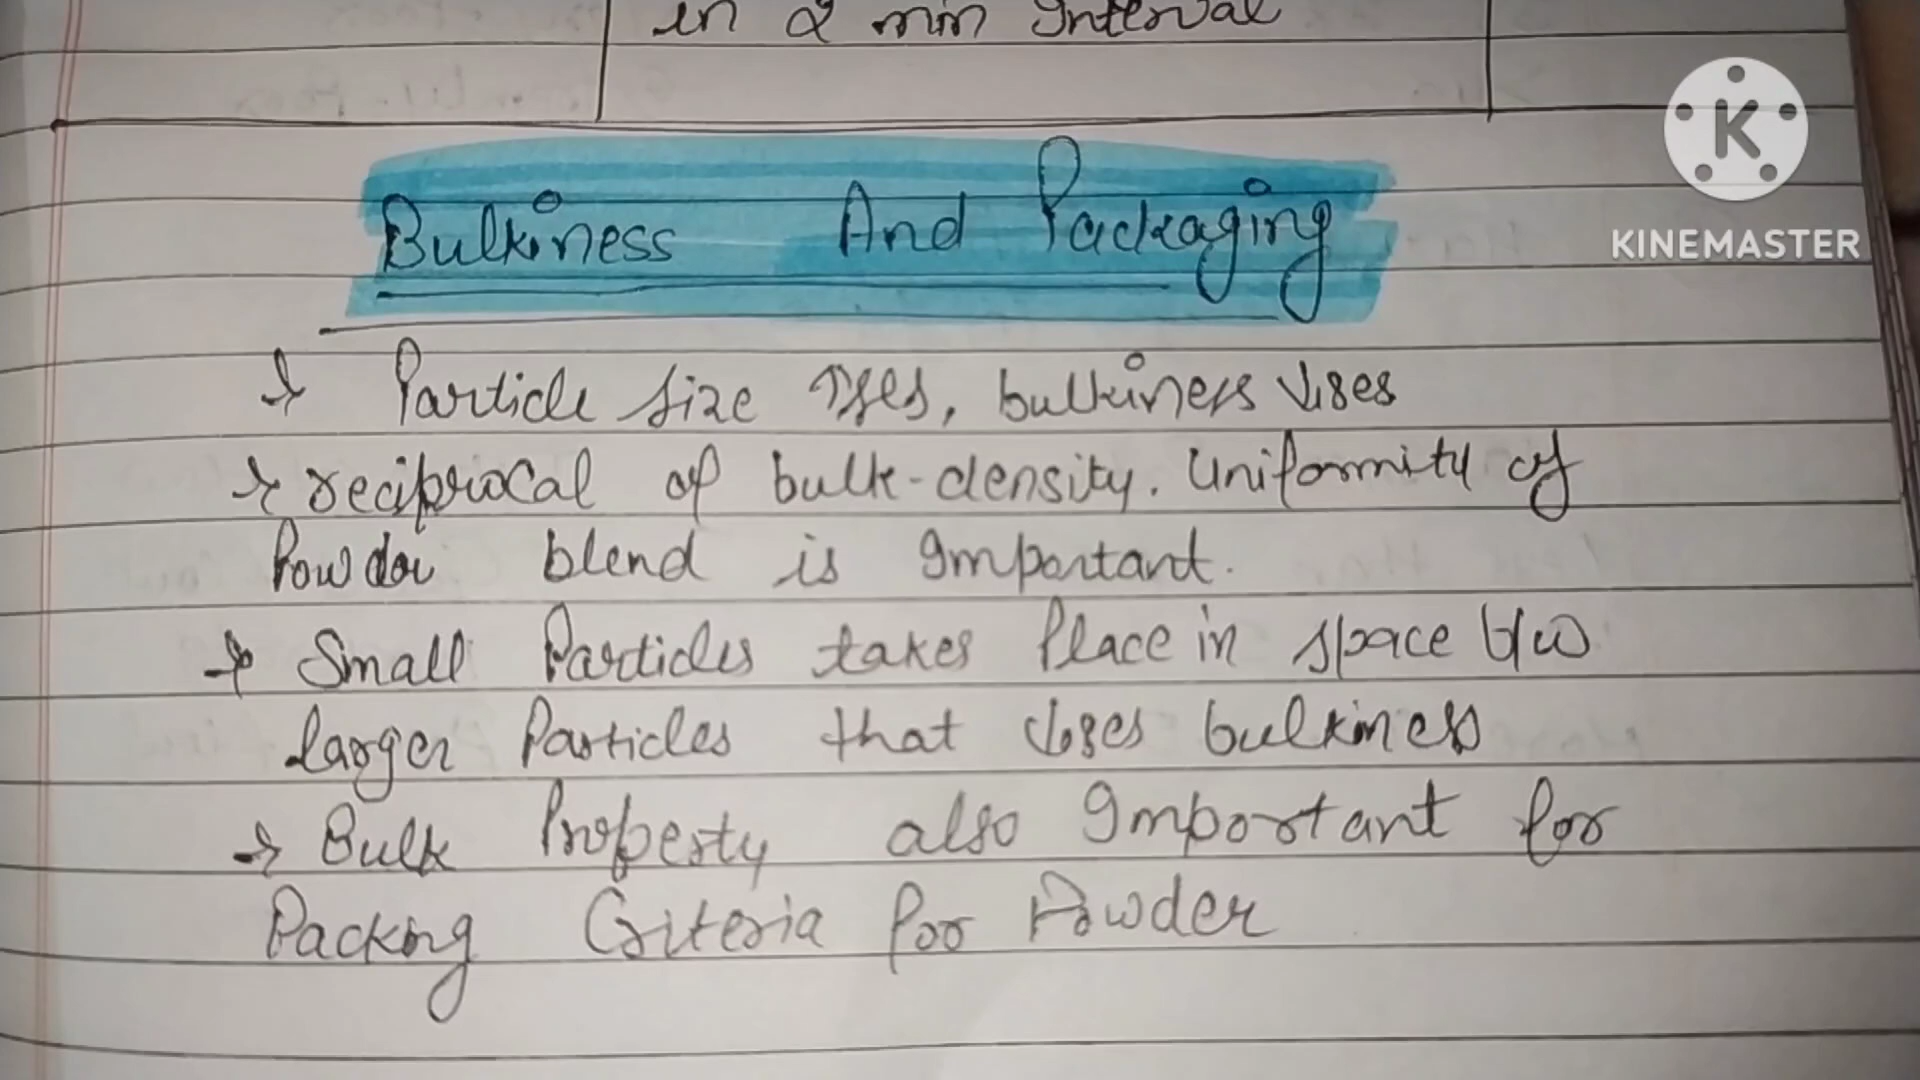 in 2 min Interval
KINEMASTER
Bulkiness And Packaging
→ Particle size ↑ses, bulkiness ↓ses
→ reciprocal of bulk-density. Uniformity of
Powder blend is Important.
→ Small Particles takes Place in space b/w
larger Particles that ↓ses bulkiness
→ Bulk Property also Important for
Packing Criteria for Powder